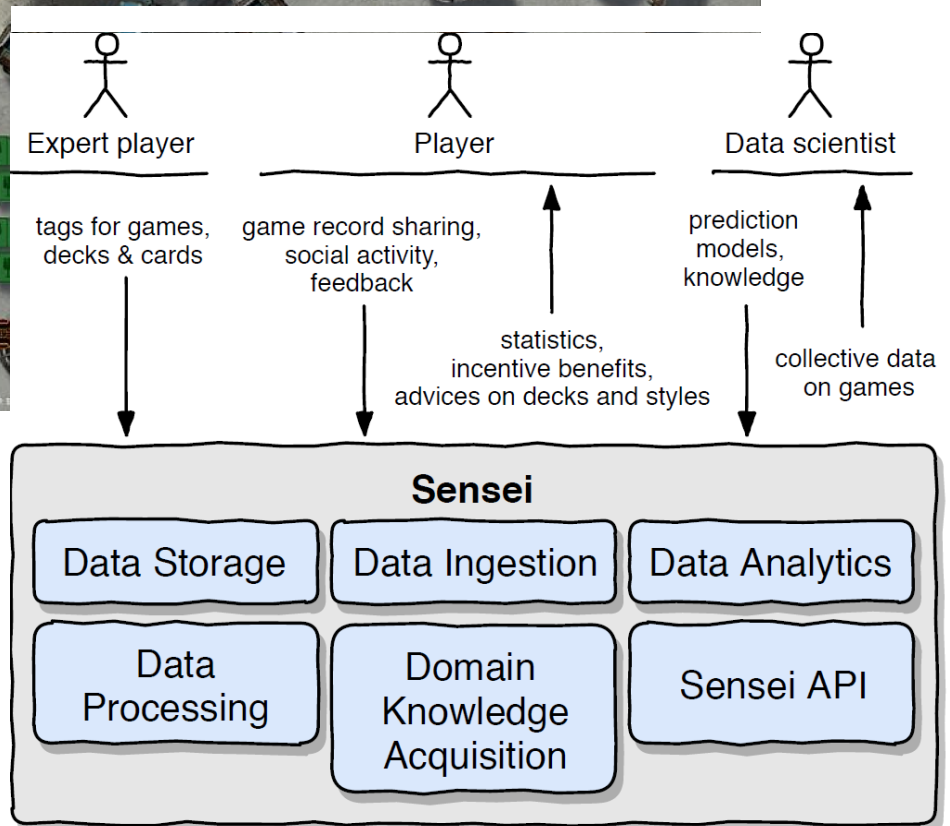 Expert player
Player
Data scientist
tags for games,
decks & cards
game record sharing,
social activity,
feedback
statistics,
incentive benefits,
advices on decks and styles
prediction
models,
knowledge
collective data
on games
Sensei
Data Storage
Data Ingestion
Data Analytics
Data
Processing
Domain
Knowledge
Acquisition
Sensei API